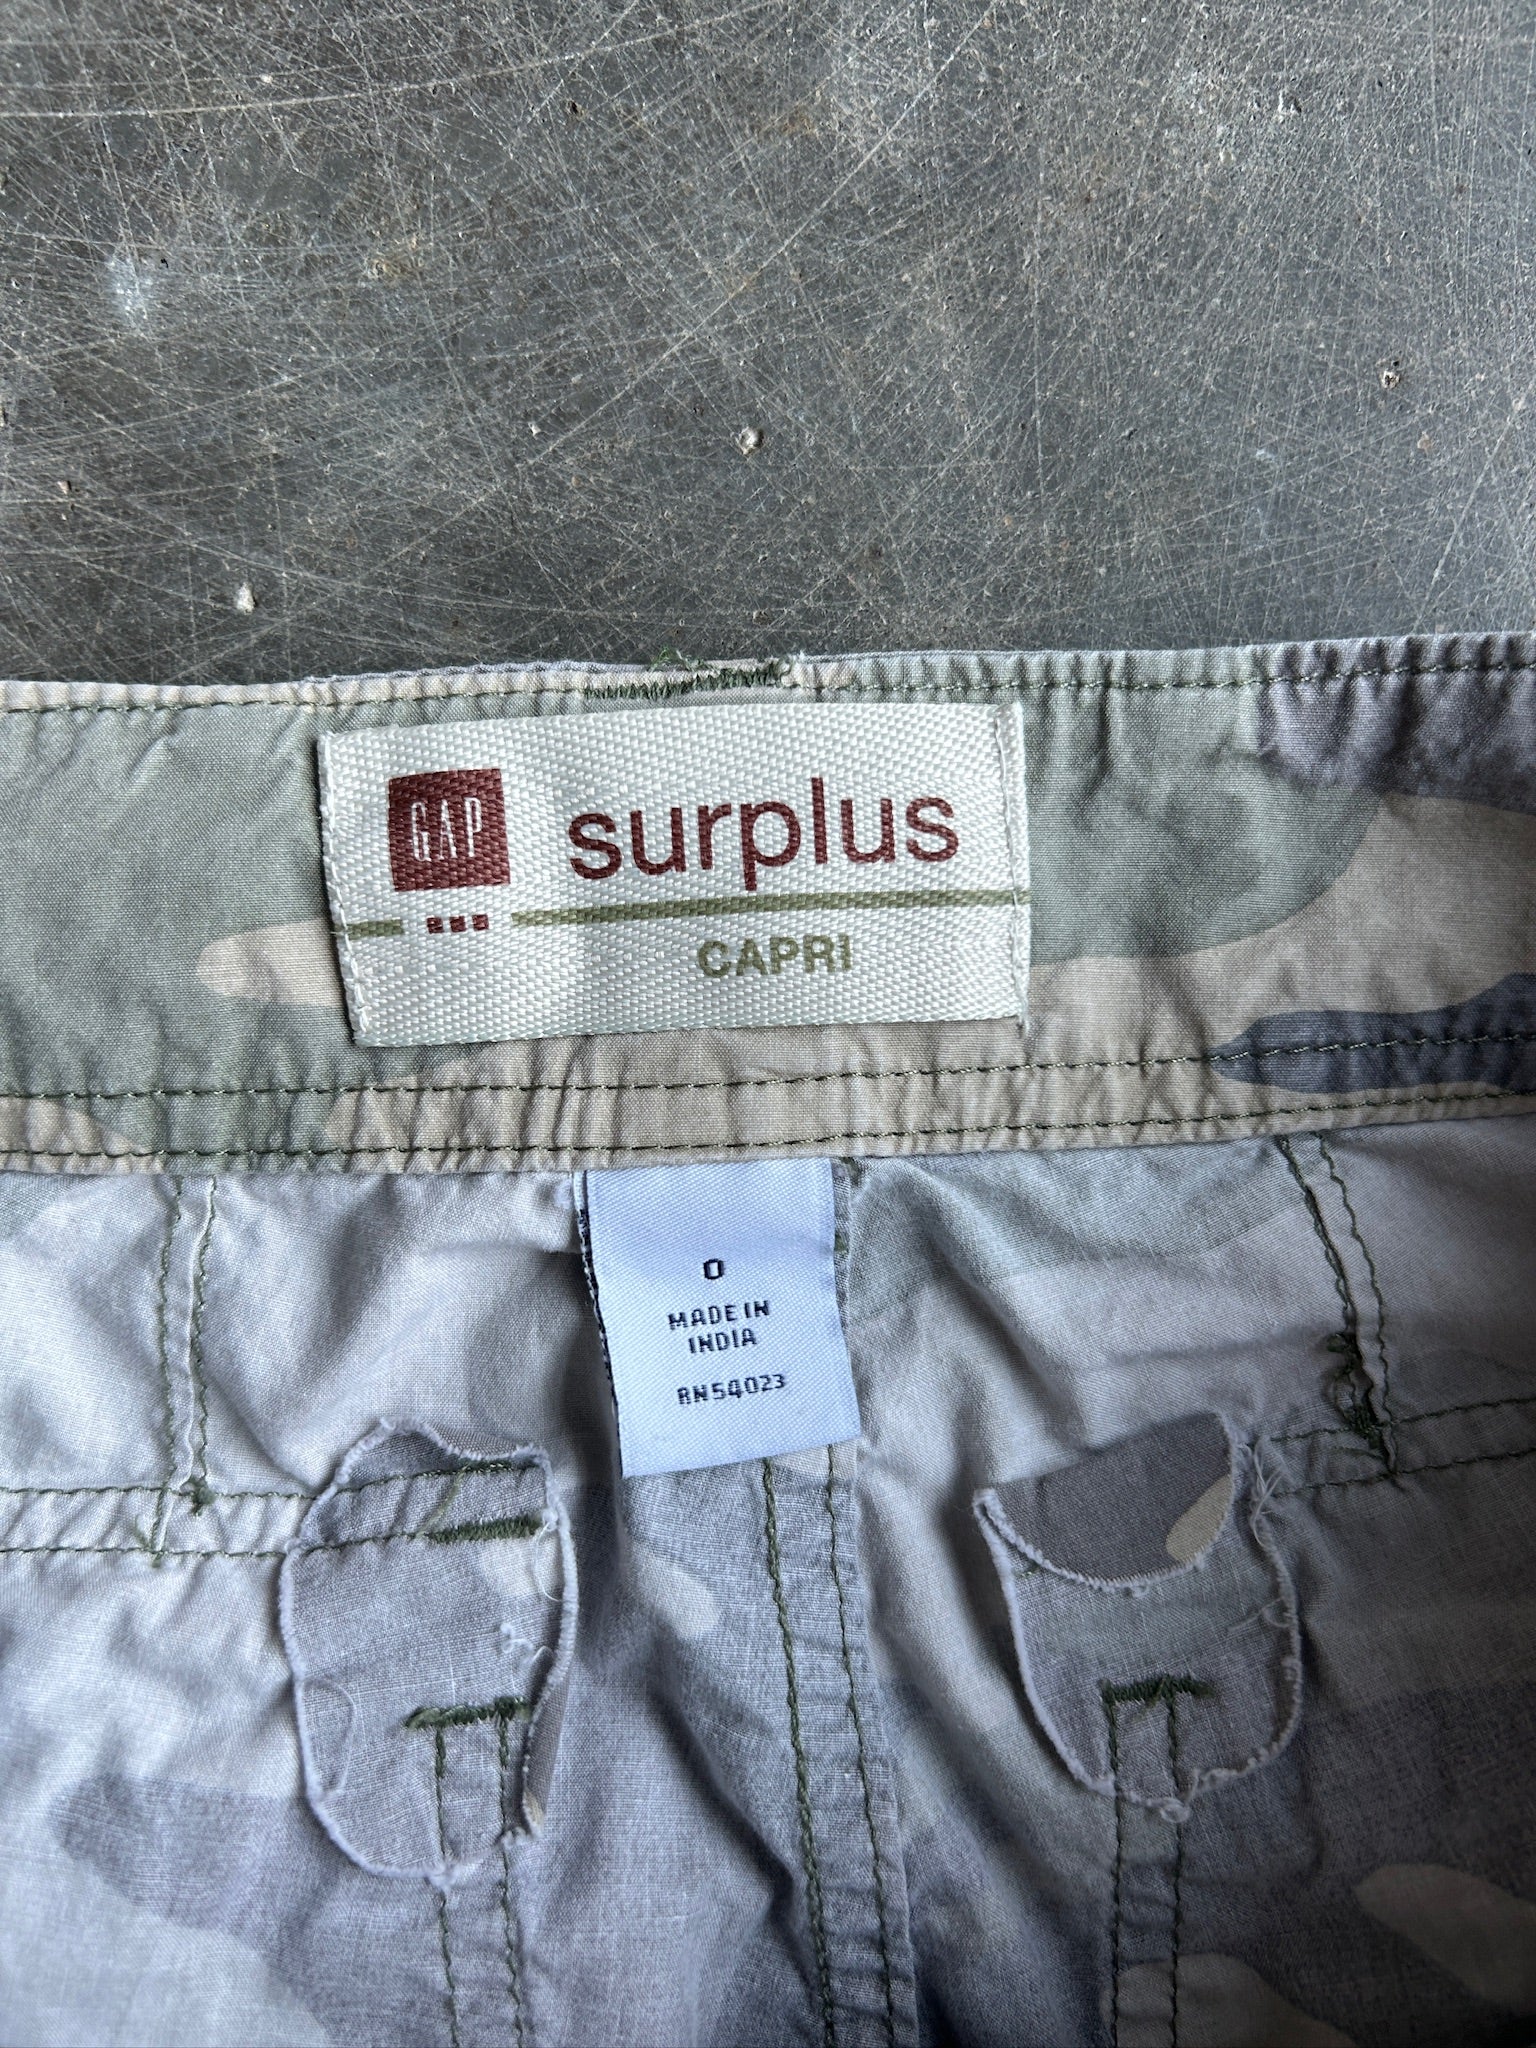 GAP surplus
CAPRI
0
MADE IN
INDIA
RN54023